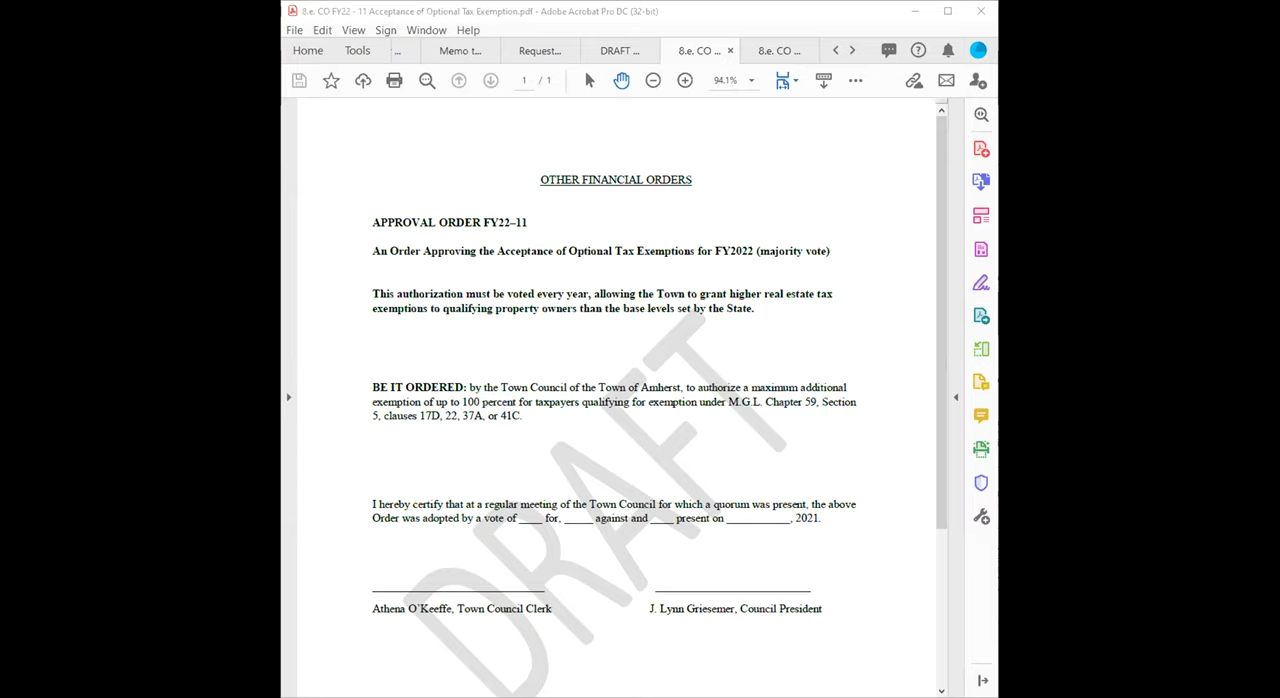 8.e. CO FY22 - 11 Acceptance of Optional Tax Exemption.pdf - Adobe Acrobat Pro DC (32-bit)
File Edit View Sign Window Help
Home Tools ... Memo t... Request... DRAFT ... 8.e. CO ... × 8.e. CO ...
1 / 1 94.1%
OTHER FINANCIAL ORDERS
APPROVAL ORDER FY22–11
An Order Approving the Acceptance of Optional Tax Exemptions for FY2022 (majority vote)
This authorization must be voted every year, allowing the Town to grant higher real estate tax
exemptions to qualifying property owners than the base levels set by the State.
BE IT ORDERED: by the Town Council of the Town of Amherst, to authorize a maximum additional
exemption of up to 100 percent for taxpayers qualifying for exemption under M.G.L. Chapter 59, Section
5, clauses 17D, 22, 37A, or 41C.
I hereby certify that at a regular meeting of the Town Council for which a quorum was present, the above
Order was adopted by a vote of ____ for, _____ against and ____ present on ___________, 2021.
Athena O'Keeffe, Town Council Clerk J. Lynn Griesemer, Council President
DRAFT